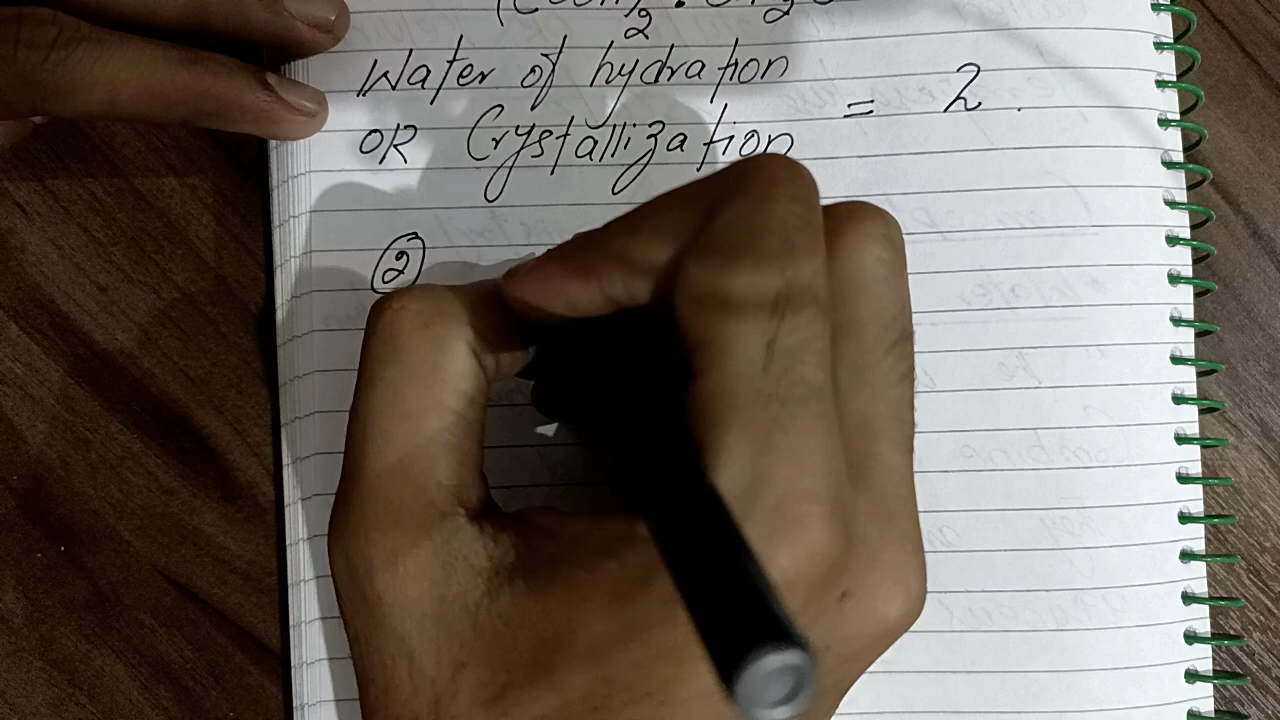 Water of hydration
OR Crystallization = 2.
②